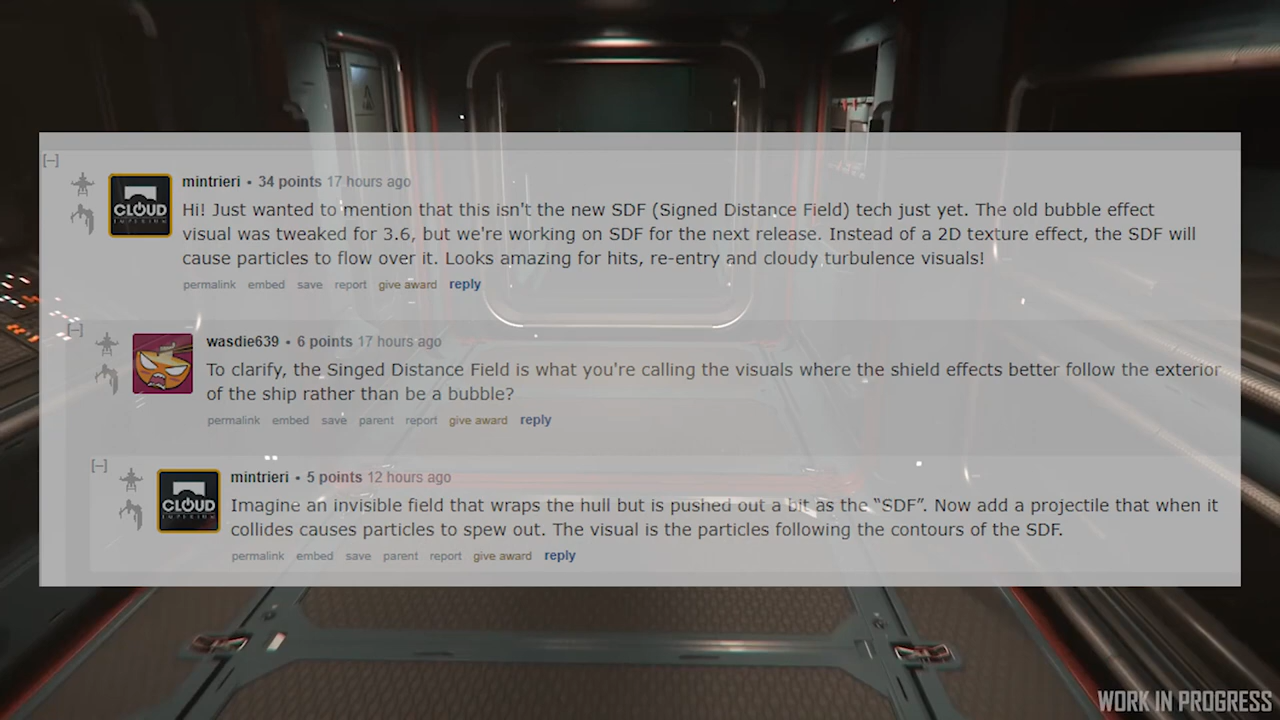 [-]
mintrieri • 34 points 17 hours ago
Hi! Just wanted to mention that this isn't the new SDF (Signed Distance Field) tech just yet. The old bubble effect
visual was tweaked for 3.6, but we're working on SDF for the next release. Instead of a 2D texture effect, the SDF will
cause particles to flow over it. Looks amazing for hits, re-entry and cloudy turbulence visuals!
permalink embed save report give award reply
CLOUD
IMPERIUM
[-]
wasdie639 • 6 points 17 hours ago
To clarify, the Singed Distance Field is what you're calling the visuals where the shield effects better follow the exterior
of the ship rather than be a bubble?
permalink embed save parent report give award reply
[-]
mintrieri • 5 points 12 hours ago
Imagine an invisible field that wraps the hull but is pushed out a bit as the “SDF”. Now add a projectile that when it
collides causes particles to spew out. The visual is the particles following the contours of the SDF.
permalink embed save parent report give award reply
CLOUD
IMPERIUM
WORK IN PROGRESS